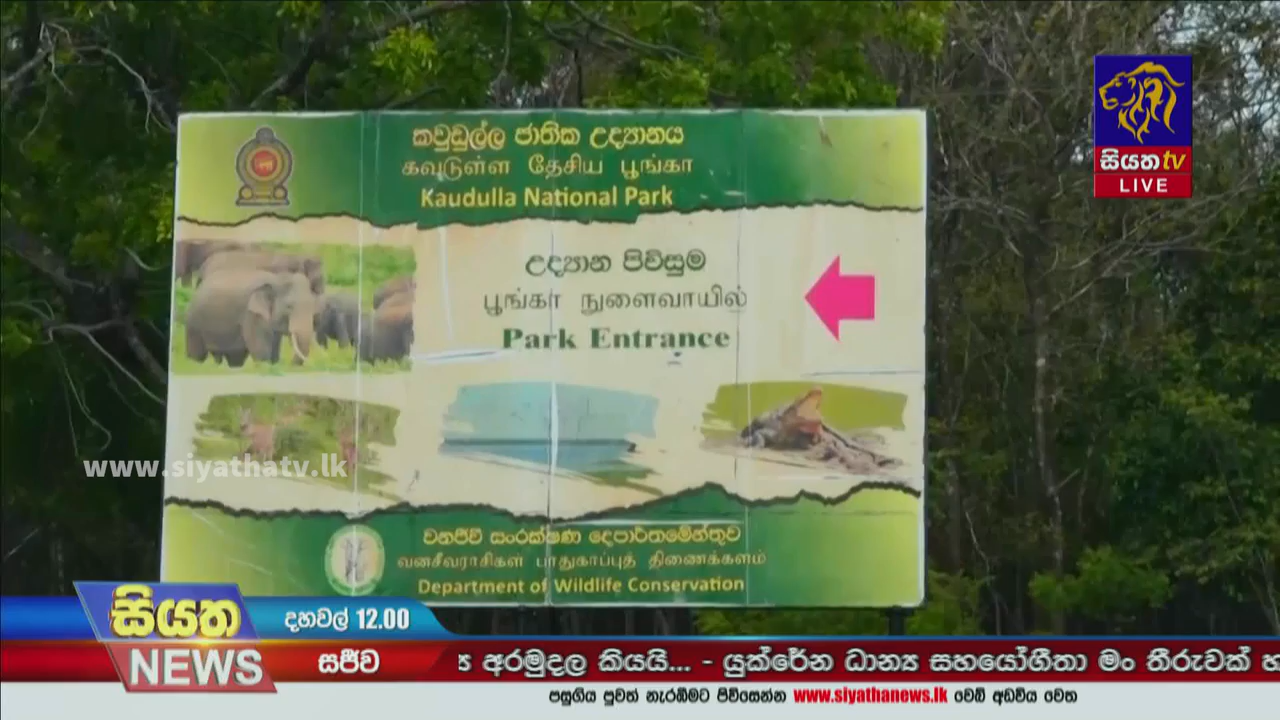 සියත tv
LIVE
කවුඩුල්ල ජාතික උද්‍යානය
கவுடுள்ள தேசிய பூங்கா
Kaudulla National Park
උද්‍යාන පිවිසුම
பூங்கா நுளைவாயில்
Park Entrance
www.siyathatv.lk
වනජීවී සංරක්ෂණ දෙපාර්තමේන්තුව
வனசீவராசிகள் பாதுகாப்புத் திணைக்களம்
Department of Wildlife Conservation
සියත දහවල් 12.00
NEWS සජීව අරමුදල කියයි... - යුක්රේන ධාන්‍ය සහයෝගීතා මං තීරුවක්
පසුගිය පුවත් නැරඹීමට පිවිසෙන්න www.siyathanews.lk වෙබ් අඩවිය වෙත